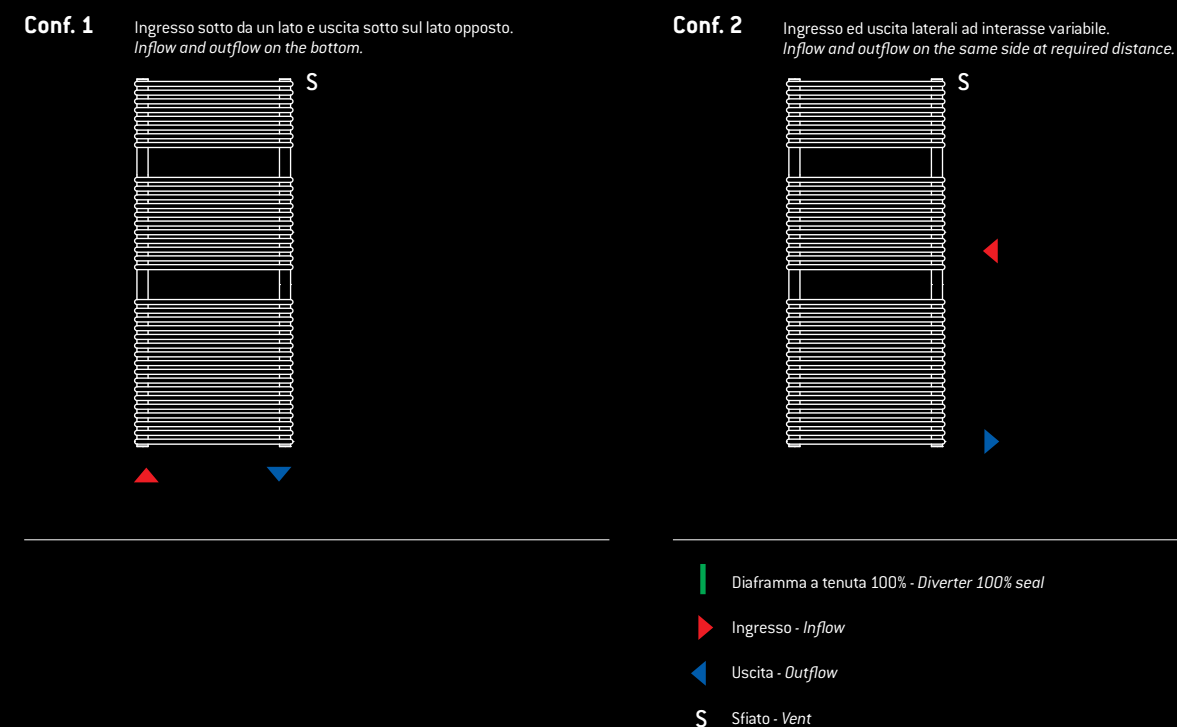 Conf. 1
Ingresso sotto da un lato e uscita sotto sul lato opposto.
Inflow and outflow on the bottom.
S
Conf. 2
Ingresso ed uscita laterali ad interasse variabile.
Inflow and outflow on the same side at required distance.
S
Diaframma a tenuta 100% - Diverter 100% seal
Ingresso - Inflow
Uscita - Outflow
S Sfiato - Vent